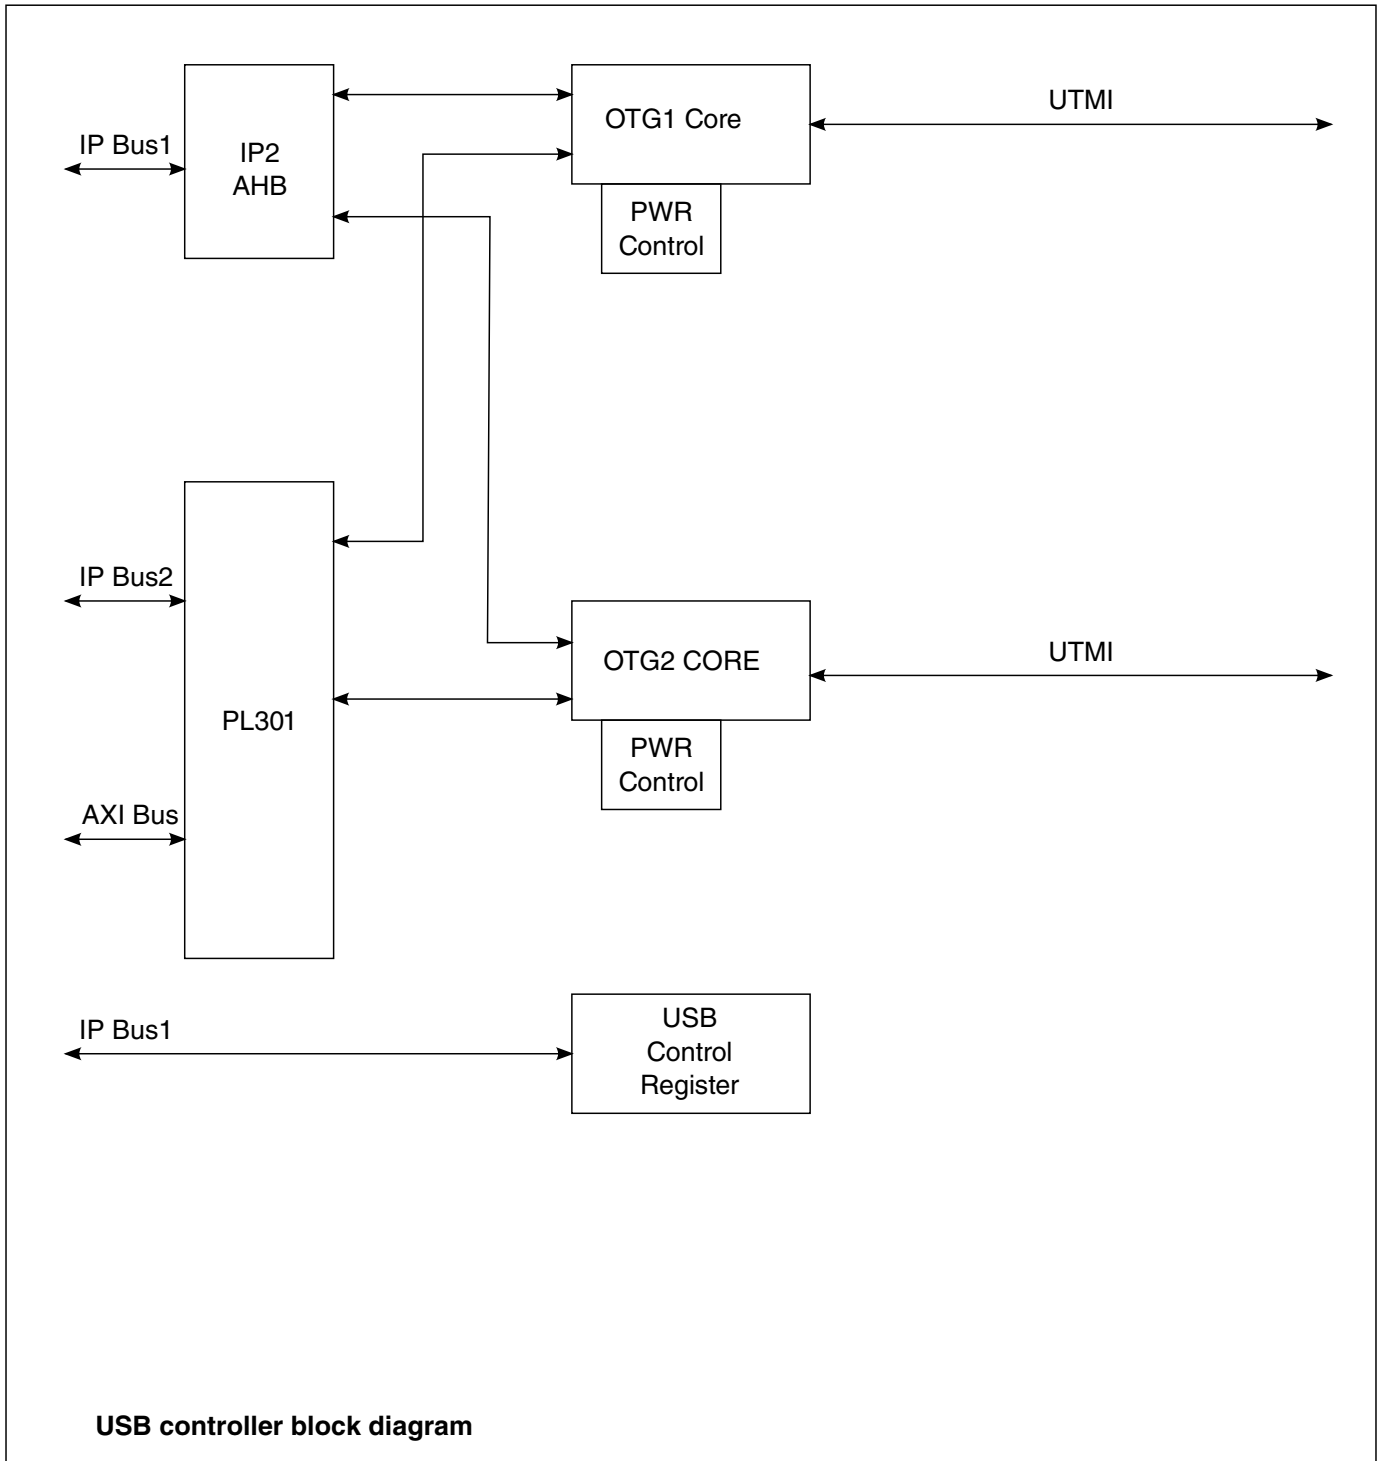 UTMI
OTG1 Core
IP Bus1
IP2
AHB
PWR
Control
IP Bus2
OTG2 CORE
UTMI
PL301
PWR
Control
AXI Bus
IP Bus1
USB
Control
Register
USB controller block diagram